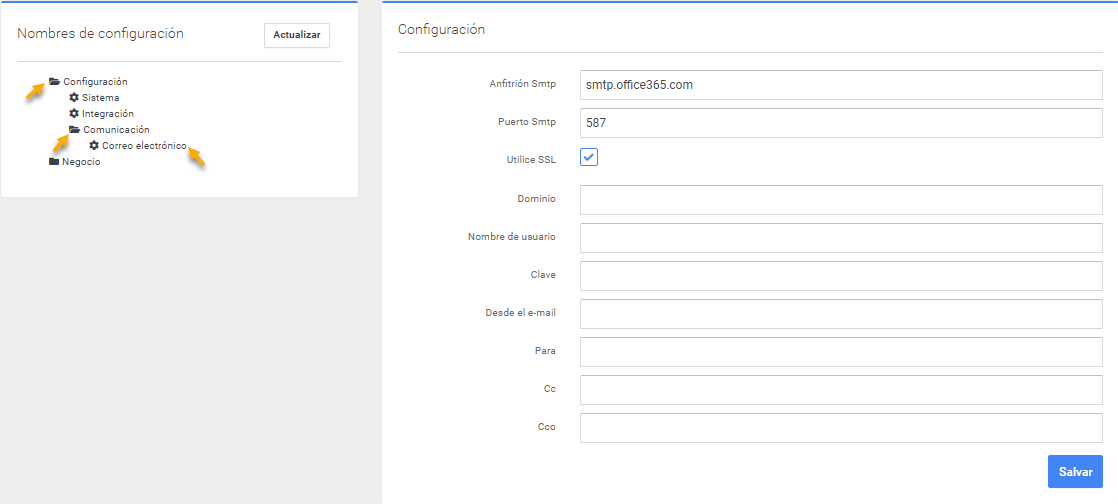 Nombres de configuración
Actualizar
Configuración
Sistema
Integración
Comunicación
Correo electrónico
Negocio
Configuración
Anfitrión Smtp
smtp.office365.com
Puerto Smtp
587
Utilice SSL
Dominio
Nombre de usuario
Clave
Desde el e-mail
Para
Cc
Cco
Salvar